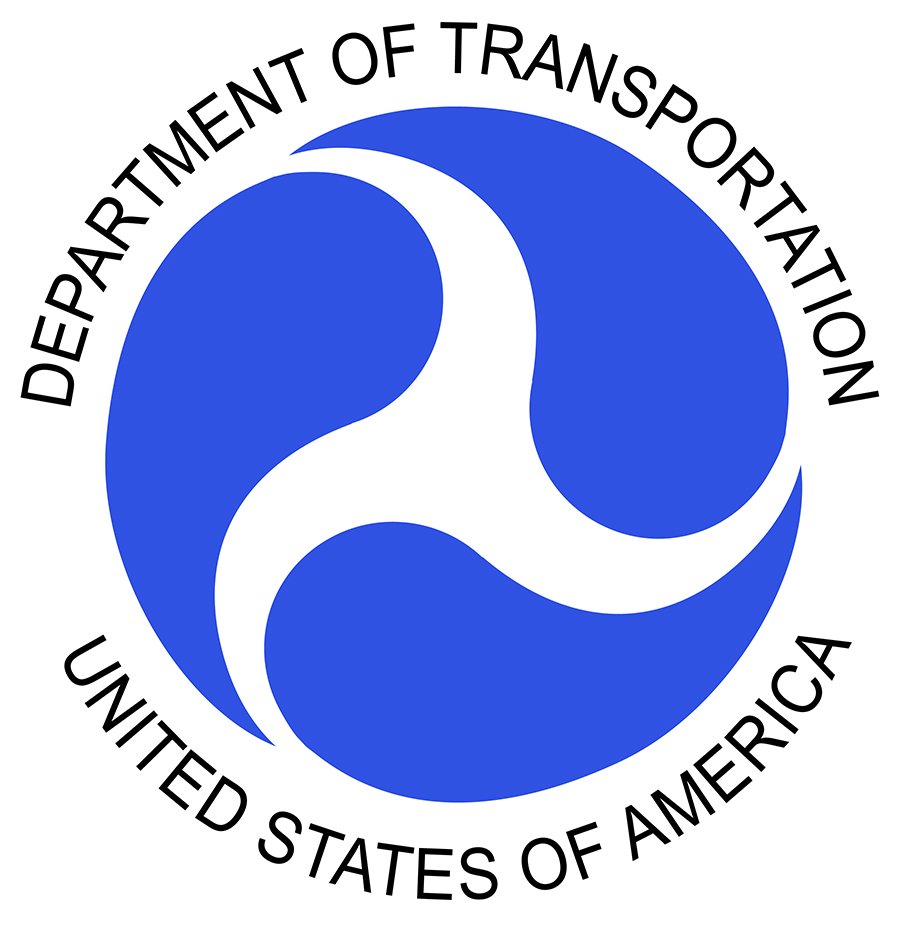 DEPARTMENT OF TRANSPORTATION
UNITED STATES OF AMERICA